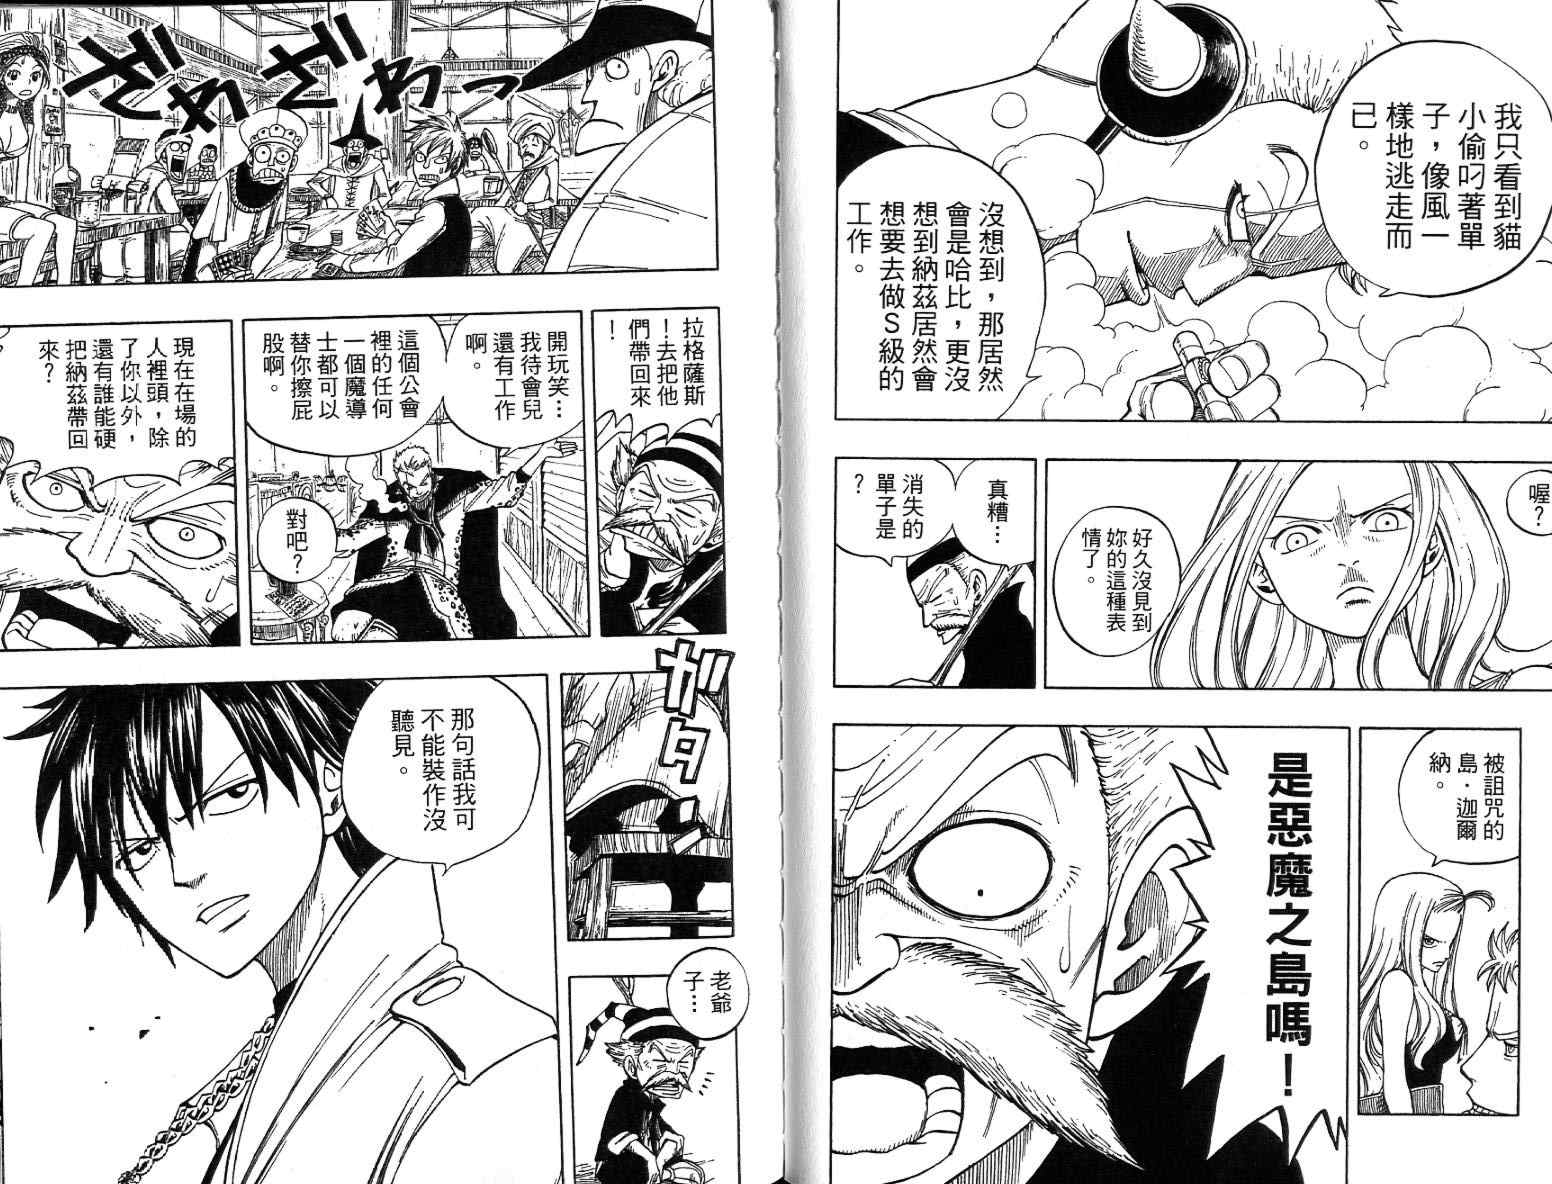 我只看到貓
小偷叼著單
子，像風一
樣地逃走而
已。
沒想到，那居然
會是哈比，更沒
想到納茲居然會
想要去做S級的
工作。
喔？
好久沒見到
妳的這種表
情了。
真糟…
消失的
單子是
？
被詛咒的
島．迦爾
納。
是惡魔之島嗎！
ざわざわっ
拉格薩斯
！去把他
們帶回來
！
開玩笑…
我待會兒
還有工作
啊。
這個公會
裡的任何
一個魔導
士都可以
替你擦屁
股啊。
對吧？
現在在場的
人裡頭，除
了你以外，
還有誰能硬
把納茲帶回
來？
ガタ…
老爺
子…
那句話我可
不能裝作沒
聽見。